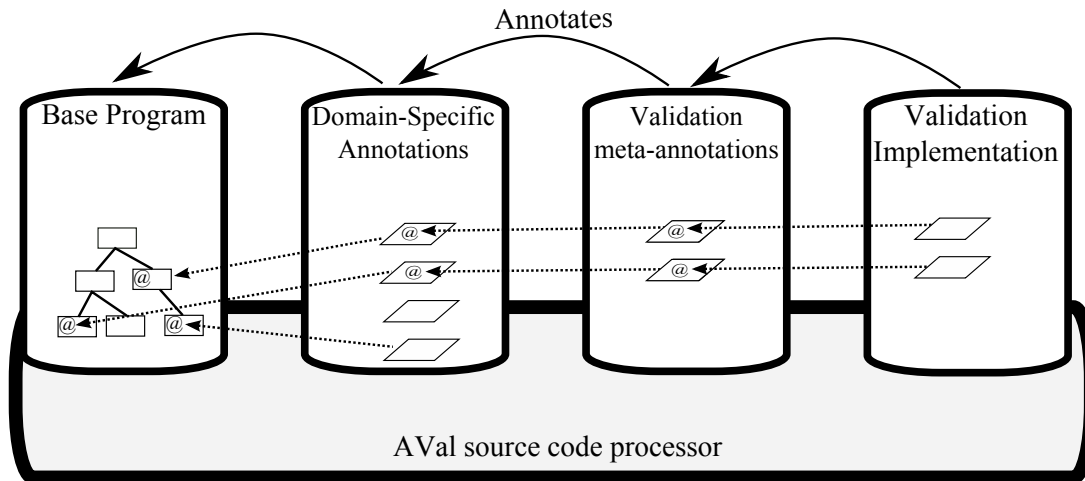 Annotates
Base Program
Domain-Specific
Annotations
Validation
meta-annotations
Validation
Implementation
@
@
@
@
@
@
@
AVal source code processor